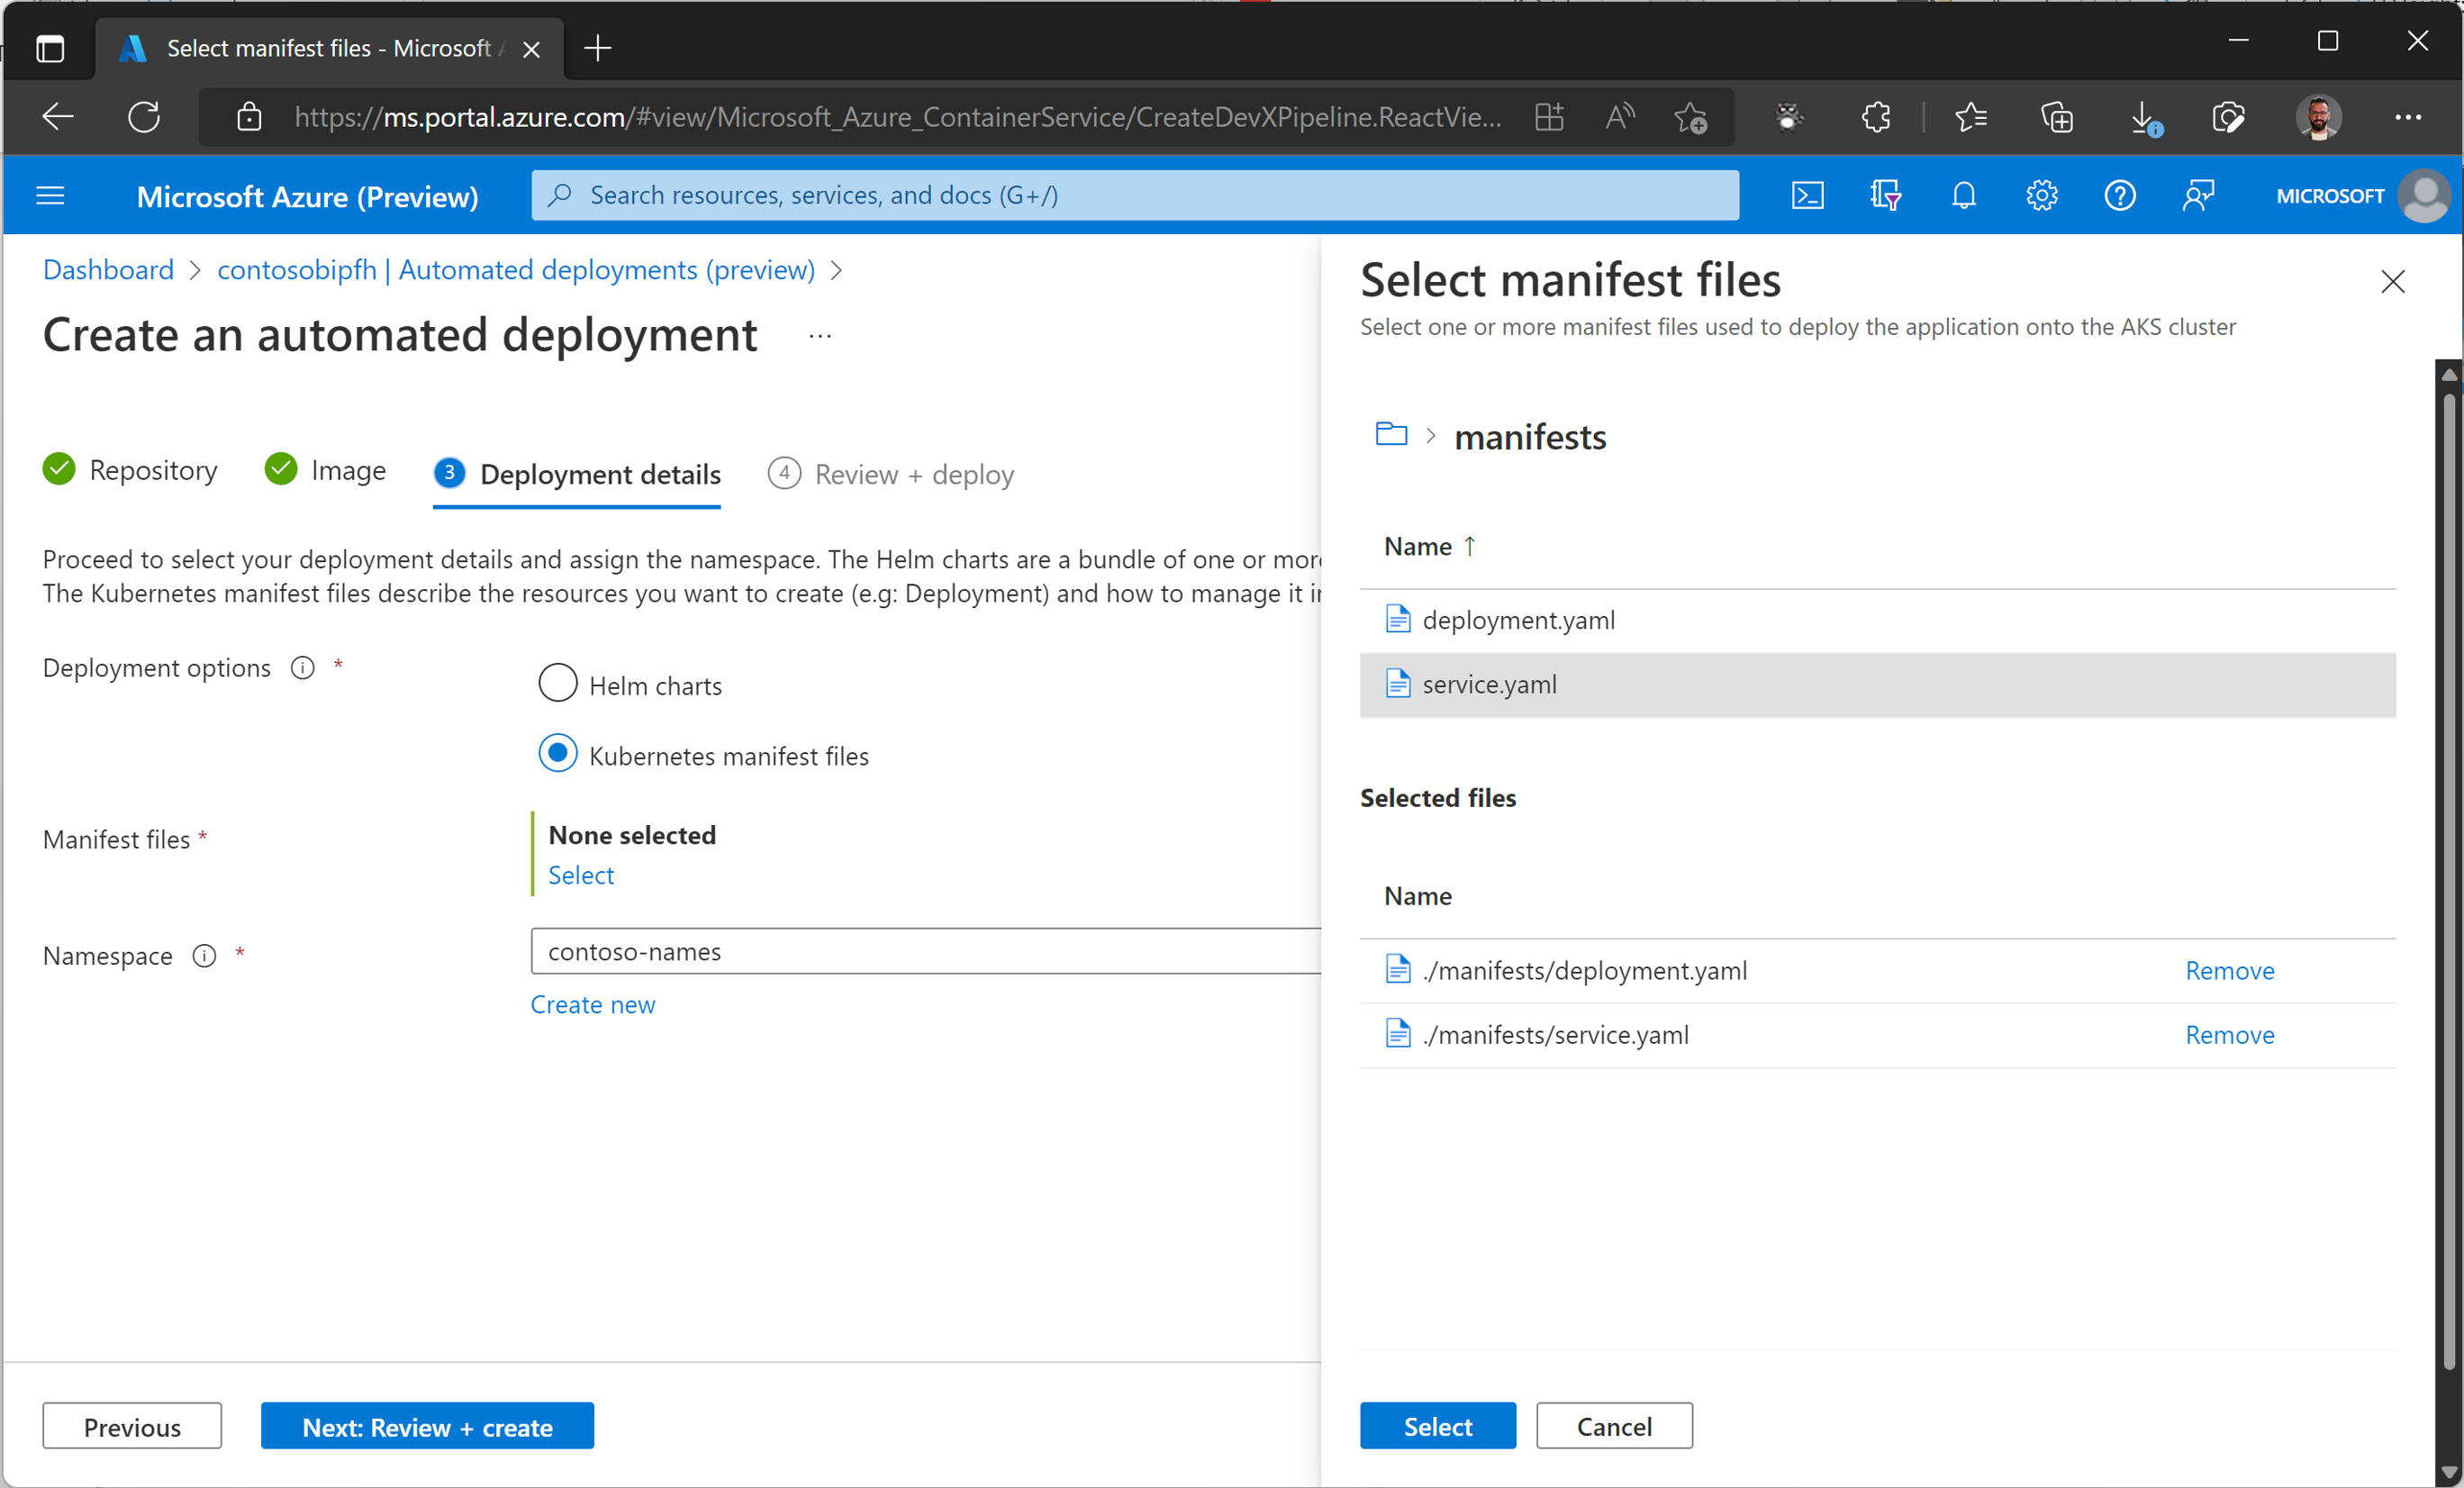 Select manifest files - Microsoft
https://ms.portal.azure.com/#view/Microsoft_Azure_ContainerService/CreateDevXPipeline.ReactVie...
Microsoft Azure (Preview)
Search resources, services, and docs (G+/)
MICROSOFT
Dashboard > contosobipfh | Automated deployments (preview) >
Create an automated deployment ...
Repository
Image
3 Deployment details
4 Review + deploy
Proceed to select your deployment details and assign the namespace. The Helm charts are a bundle of one or more
The Kubernetes manifest files describe the resources you want to create (e.g: Deployment) and how to manage it in
Deployment options *
Helm charts
Kubernetes manifest files
Manifest files *
None selected
Select
Namespace *
contoso-names
Create new
Previous
Next: Review + create
Select manifest files
Select one or more manifest files used to deploy the application onto the AKS cluster
> manifests
Name ↑
deployment.yaml
service.yaml
Selected files
Name
./manifests/deployment.yaml Remove
./manifests/service.yaml Remove
Select
Cancel